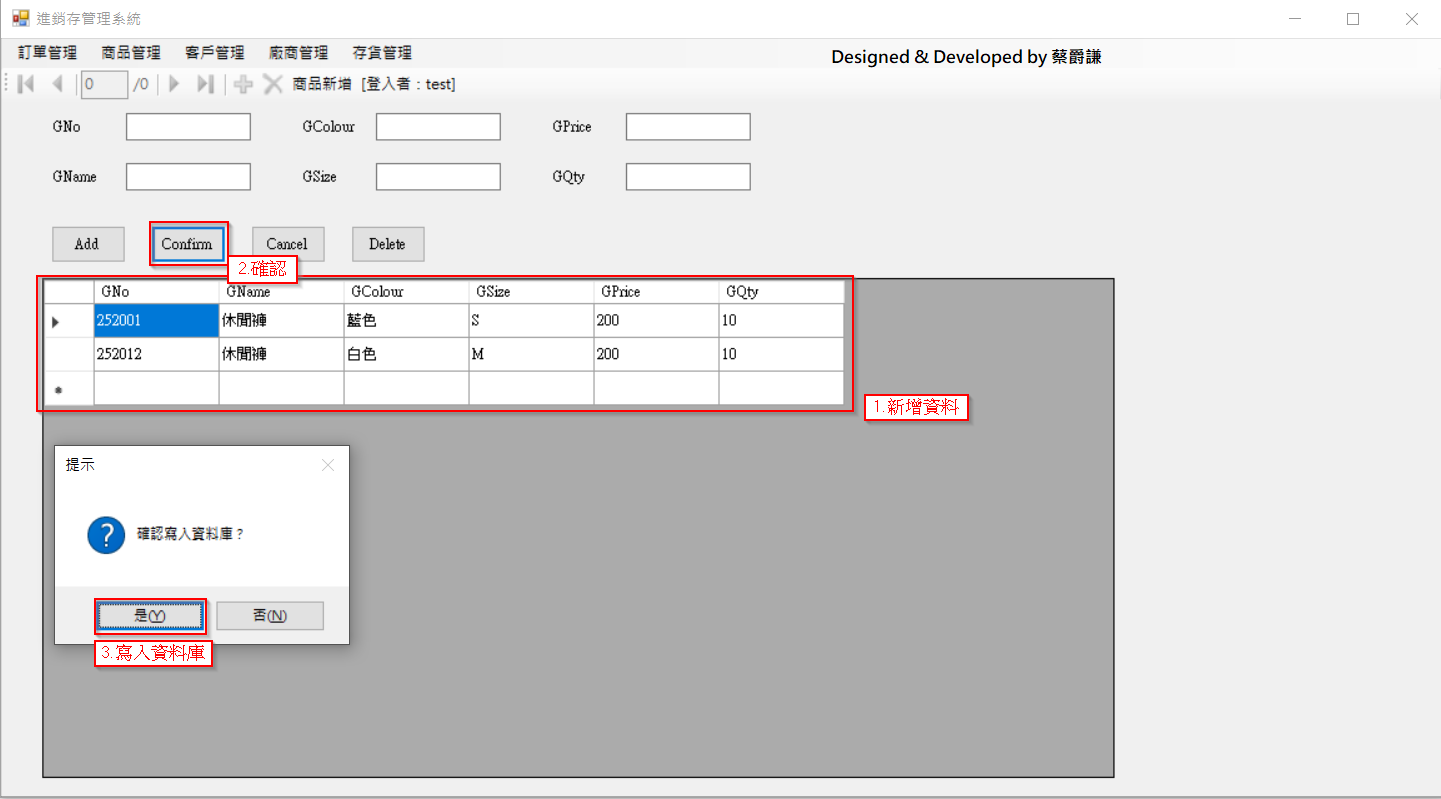 進銷存管理系統
訂單管理 商品管理 客戶管理 廠商管理 存貨管理
Designed & Developed by 蔡爵謙
0 /0 商品新增 [登入者：test]
GNo GColour GPrice
GName GSize GQty
Add Confirm Cancel Delete
2.確認
GNo GName GColour GSize GPrice GQty
252001 休閒褲 藍色 S 200 10
252012 休閒褲 白色 M 200 10
1.新增資料
提示
確認寫入資料庫？
是(Y) 否(N)
3.寫入資料庫